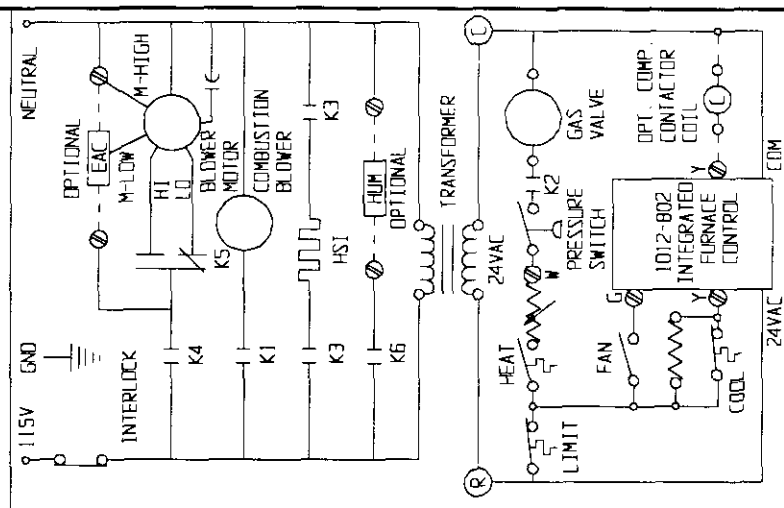 NEUTRAL
GND
115V
OPTIONAL
EAC
M-LOW
M-HIGH
HI
LO
BLOWER
MOTOR
K5
K4
INTERLOCK
COMBUSTION
BLOWER
K1
K3
HSI
K3
HUM
OPTIONAL
K6
TRANSFORMER
24VAC
C
R
GAS
VALVE
K2
PRESSURE
SWITCH
W
HEAT
LIMIT
OPT. COMP.
CONTACTOR
COIL
C
Y
COM
1012-802
INTEGRATED
FURNACE
CONTROL
G
Y
24VAC
FAN
COOL